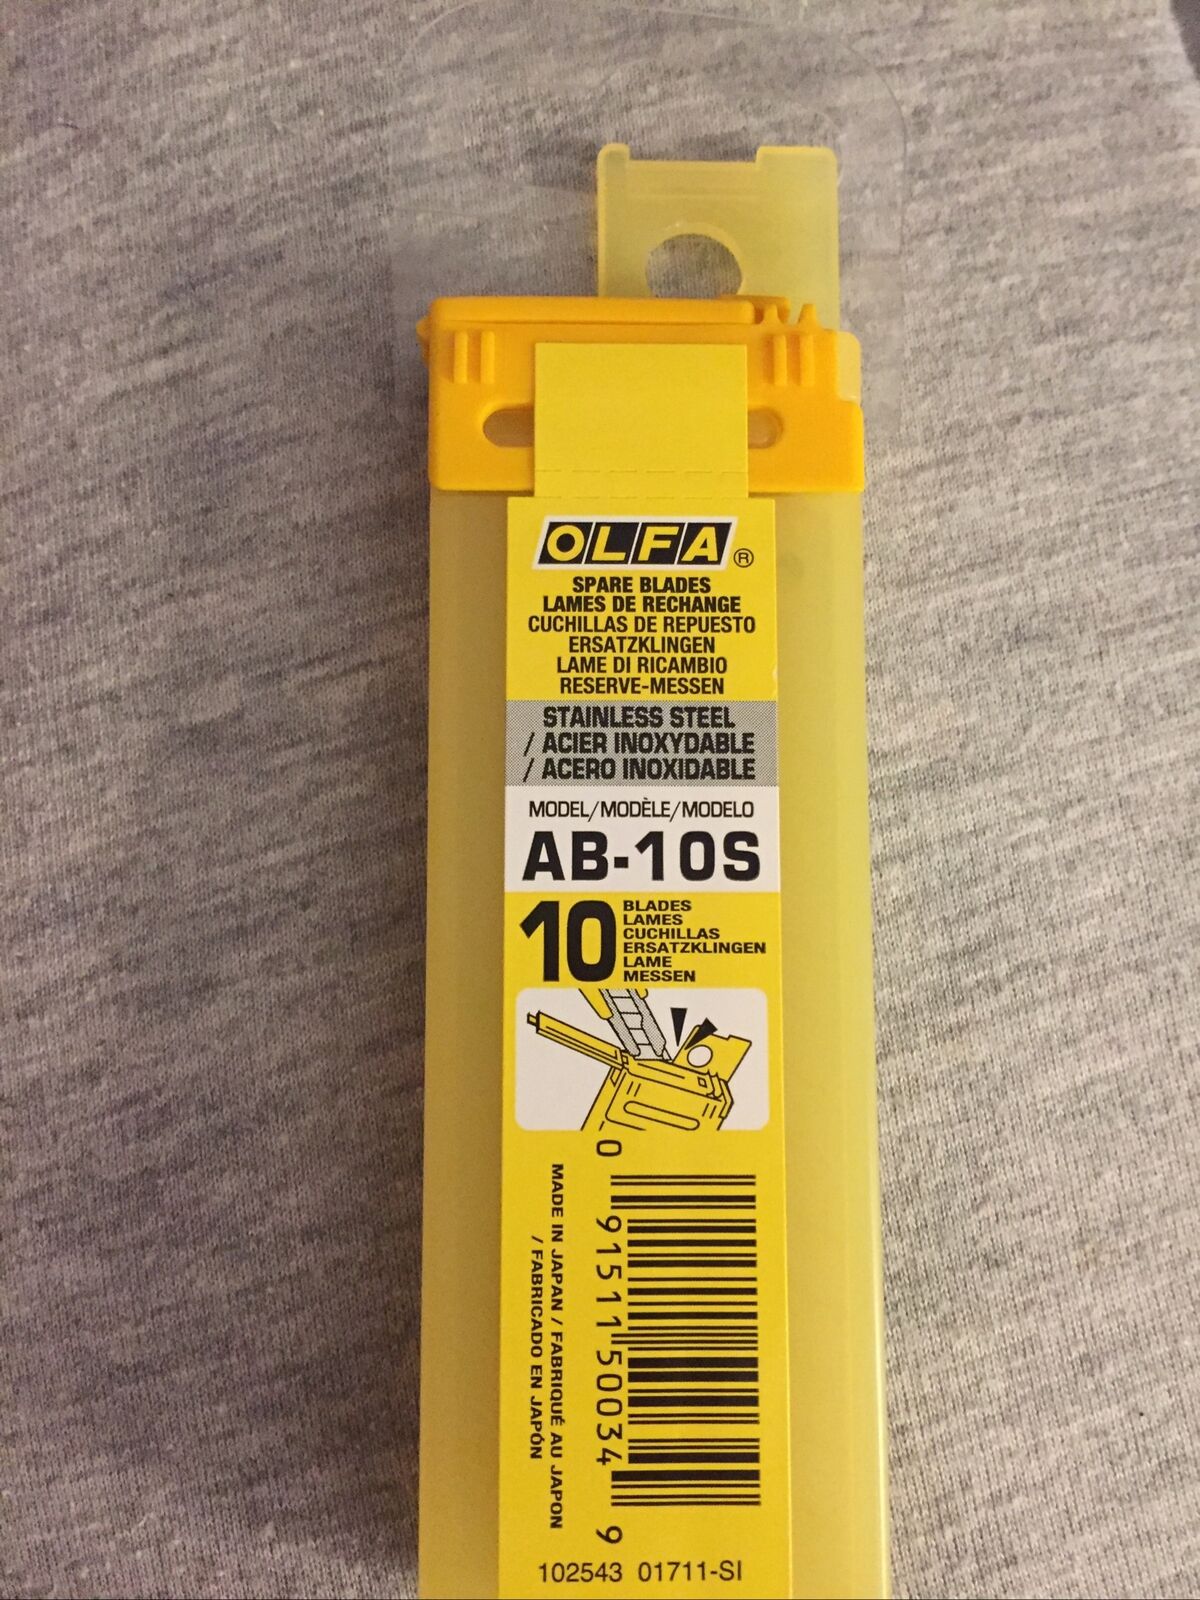 OLFA®
SPARE BLADES
LAMES DE RECHANGE
CUCHILLAS DE REPUESTO
ERSATZKLINGEN
LAME DI RICAMBIO
RESERVE-MESSEN
STAINLESS STEEL
/ ACIER INOXYDABLE
/ ACERO INOXIDABLE
MODEL/MODÈLE/MODELO
AB-10S
10
BLADES
LAMES
CUCHILLAS
ERSATZKLINGEN
LAME
MESSEN
0 91511 50034 9
MADE IN JAPAN / FABRIQUÉ AU JAPON
/ FABRICADO EN JAPÓN
102543 01711-SI